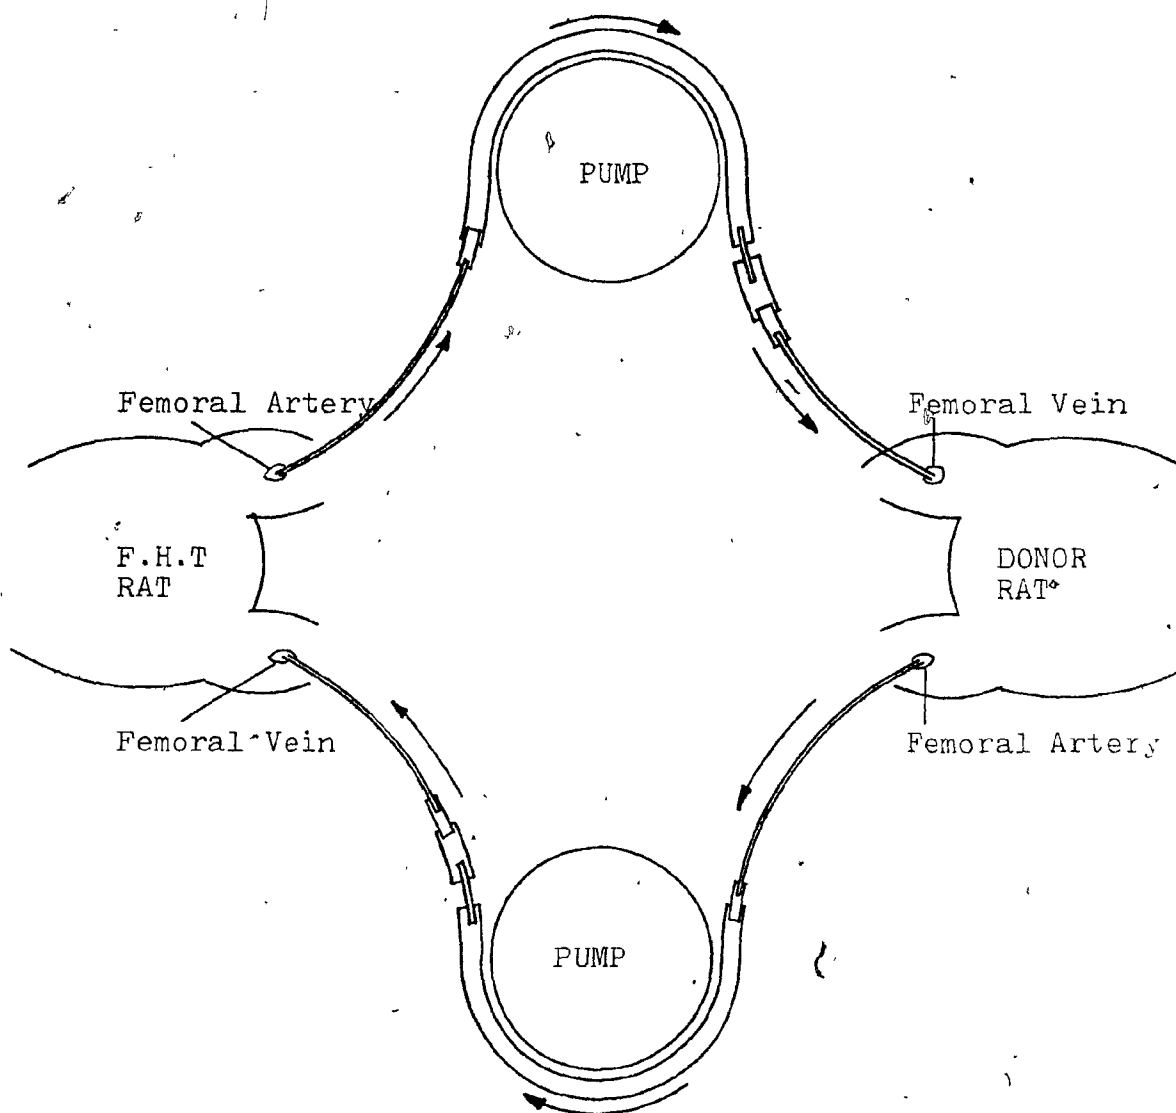 PUMP
Femoral Artery
Femoral Vein
F.H.T
RAT
DONOR
RAT
Femoral Vein
Femoral Artery
PUMP